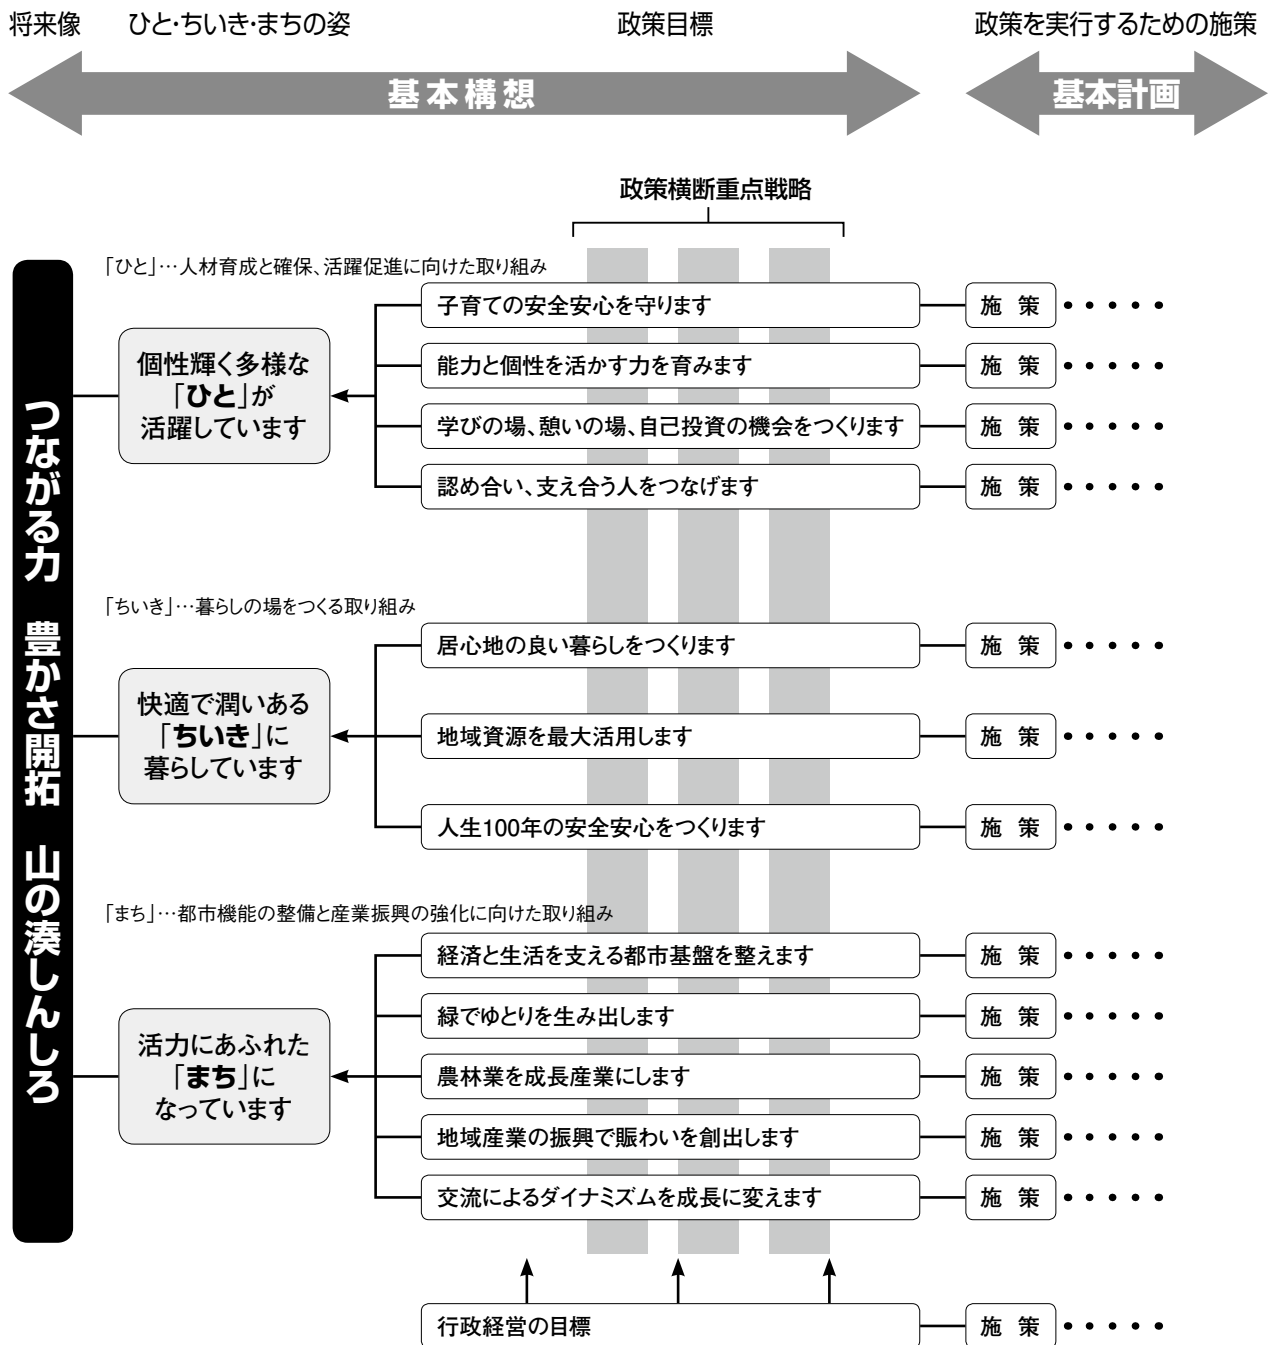 将来像
ひと・ちいき・まちの姿
政策目標
政策を実行するための施策
基本構想
基本計画
政策横断重点戦略
つながる力 豊かさ開拓 山の湊しんしろ
「ひと」…人材育成と確保、活躍促進に向けた取り組み
個性輝く多様な
「ひと」が
活躍しています
子育ての安全安心を守ります
施 策 ・・・・・
能力と個性を活かす力を育みます
施 策 ・・・・・
学びの場、憩いの場、自己投資の機会をつくります
施 策 ・・・・・
認め合い、支え合う人をつなげます
施 策 ・・・・・
「ちいき」…暮らしの場をつくる取り組み
快適で潤いある
「ちいき」に
暮らしています
居心地の良い暮らしをつくります
施 策 ・・・・・
地域資源を最大活用します
施 策 ・・・・・
人生100年の安全安心をつくります
施 策 ・・・・・
「まち」…都市機能の整備と産業振興の強化に向けた取り組み
活力にあふれた
「まち」に
なっています
経済と生活を支える都市基盤を整えます
施 策 ・・・・・
緑でゆとりを生み出します
施 策 ・・・・・
農林業を成長産業にします
施 策 ・・・・・
地域産業の振興で賑わいを創出します
施 策 ・・・・・
交流によるダイナミズムを成長に変えます
施 策 ・・・・・
行政経営の目標
施 策 ・・・・・